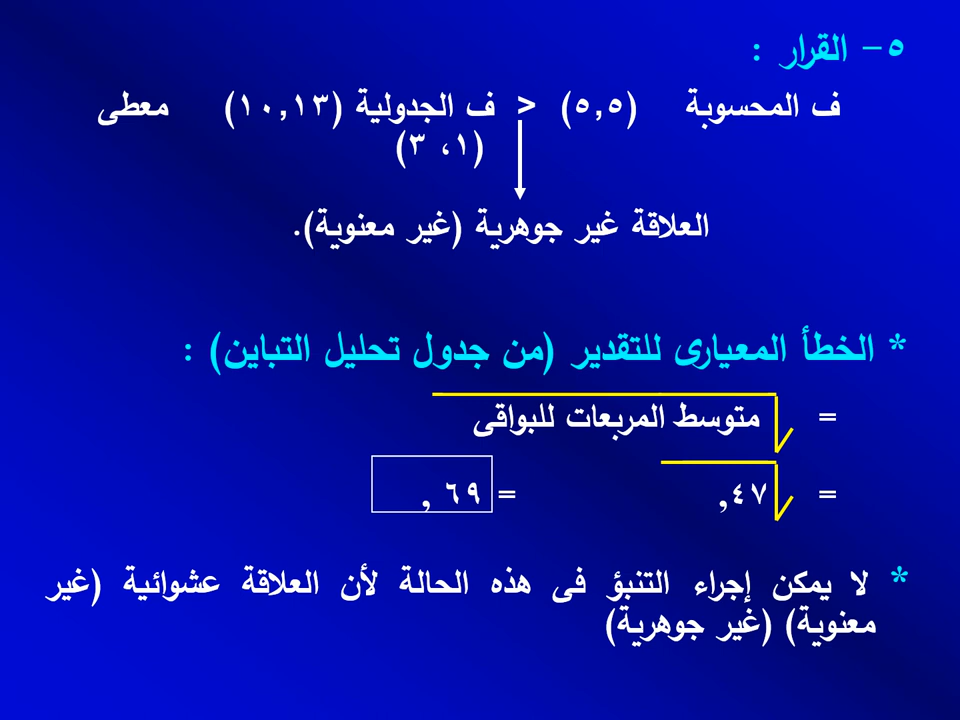 ٥- القرار :
ف المحسوبة (٥,٥) < ف الجدولية (١٠,١٣) معطى
(١، ٣)
العلاقة غير جوهرية (غير معنوية).
* الخطأ المعيارى للتقدير (من جدول تحليل التباين) :
= √متوسط المربعات للبواقى
= √٤٧, = ٦٩ ,
* لا يمكن إجراء التنبؤ فى هذه الحالة لأن العلاقة عشوائية (غير
معنوية) (غير جوهرية)